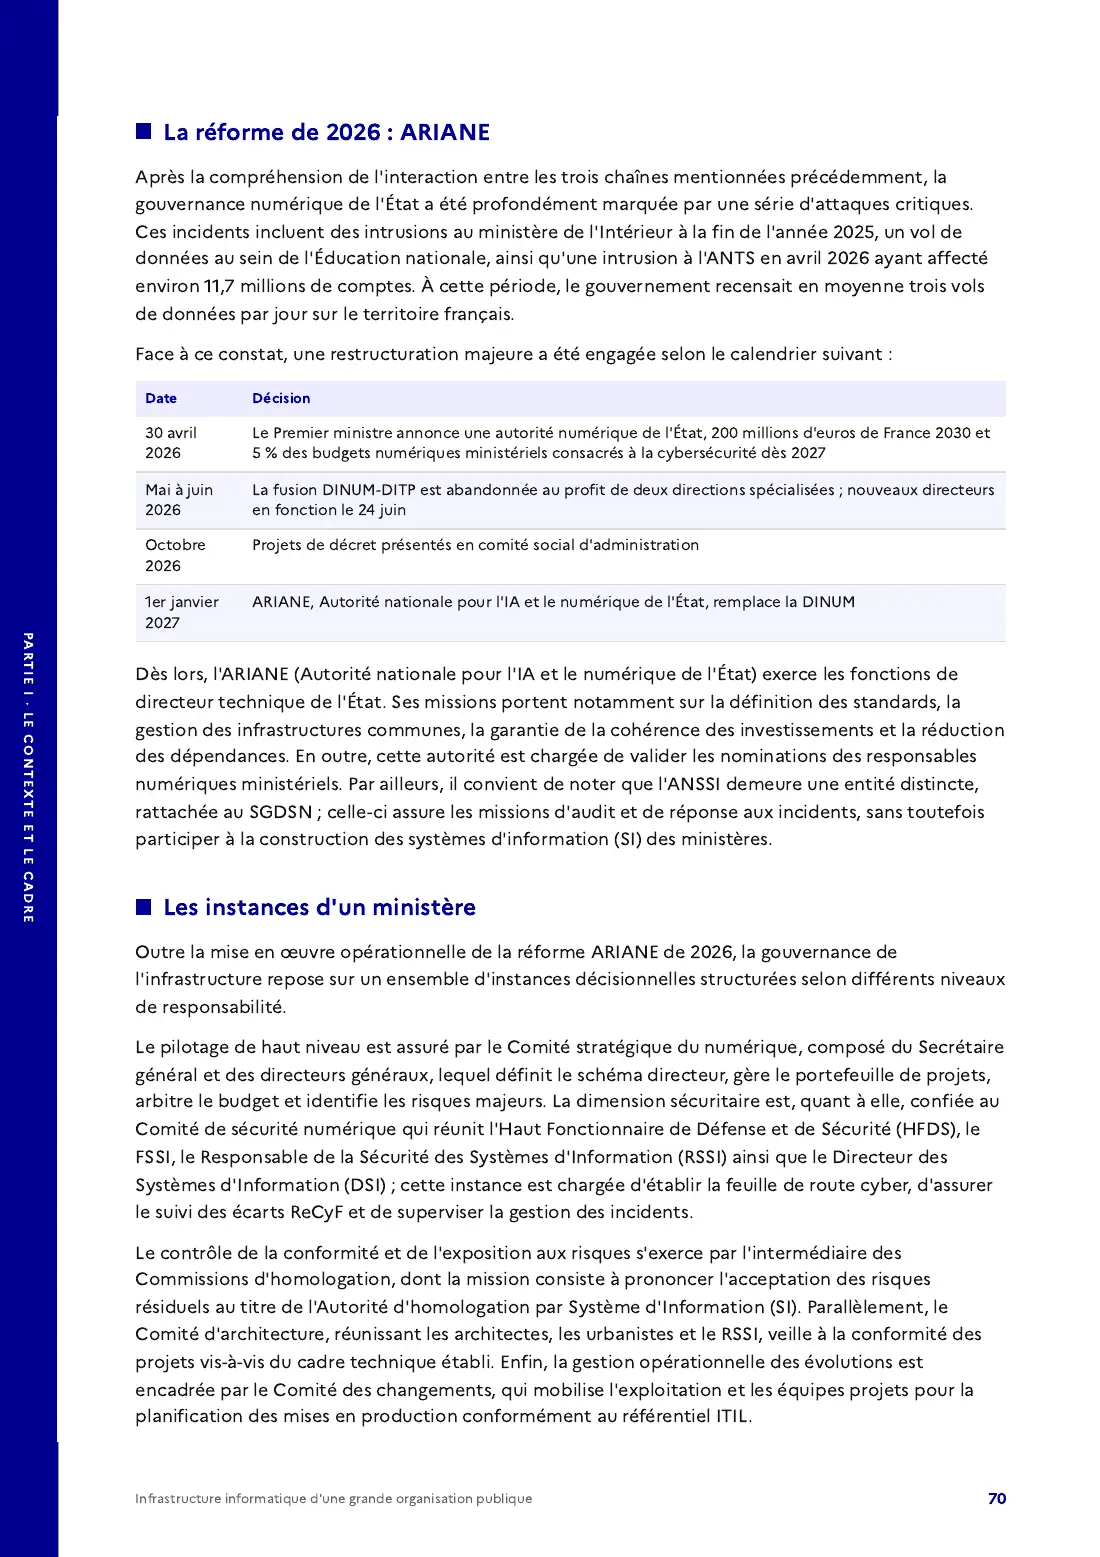 La réforme de 2026 : ARIANE
Après la compréhension de l'interaction entre les trois chaînes mentionnées précédemment, la
gouvernance numérique de l'État a été profondément marquée par une série d'attaques critiques.
Ces incidents incluent des intrusions au ministère de l'Intérieur à la fin de l'année 2025, un vol de
données au sein de l'Éducation nationale, ainsi qu'une intrusion à l'ANTS en avril 2026 ayant affecté
environ 11,7 millions de comptes. À cette période, le gouvernement recensait en moyenne trois vols
de données par jour sur le territoire français.
Face à ce constat, une restructuration majeure a été engagée selon le calendrier suivant :
Date Décision
30 avril 2026 Le Premier ministre annonce une autorité numérique de l'État, 200 millions d'euros de France 2030 et
5 % des budgets numériques ministériels consacrés à la cybersécurité dès 2027
Mai à juin 2026 La fusion DINUM-DITP est abandonnée au profit de deux directions spécialisées ; nouveaux directeurs
en fonction le 24 juin
Octobre 2026 Projets de décret présentés en comité social d'administration
1er janvier 2027 ARIANE, Autorité nationale pour l'IA et le numérique de l'État, remplace la DINUM
Dès lors, l'ARIANE (Autorité nationale pour l'IA et le numérique de l'État) exerce les fonctions de
directeur technique de l'État. Ses missions portent notamment sur la définition des standards, la
gestion des infrastructures communes, la garantie de la cohérence des investissements et la réduction
des dépendances. En outre, cette autorité est chargée de valider les nominations des responsables
numériques ministériels. Par ailleurs, il convient de noter que l'ANSSI demeure une entité distincte,
rattachée au SGDSN ; celle-ci assure les missions d'audit et de réponse aux incidents, sans toutefois
participer à la construction des systèmes d'information (SI) des ministères.
Les instances d'un ministère
Outre la mise en œuvre opérationnelle de la réforme ARIANE de 2026, la gouvernance de
l'infrastructure repose sur un ensemble d'instances décisionnelles structurées selon différents niveaux
de responsabilité.
Le pilotage de haut niveau est assuré par le Comité stratégique du numérique, composé du Secrétaire
général et des directeurs généraux, lequel définit le schéma directeur, gère le portefeuille de projets,
arbitre le budget et identifie les risques majeurs. La dimension sécuritaire est, quant à elle, confiée au
Comité de sécurité numérique qui réunit l'Haut Fonctionnaire de Défense et de Sécurité (HFDS), le
FSSI, le Responsable de la Sécurité des Systèmes d'Information (RSSI) ainsi que le Directeur des
Systèmes d'Information (DSI) ; cette instance est chargée d'établir la feuille de route cyber, d'assurer
le suivi des écarts ReCyF et de superviser la gestion des incidents.
Le contrôle de la conformité et de l'exposition aux risques s'exerce par l'intermédiaire des
Commissions d'homologation, dont la mission consiste à prononcer l'acceptation des risques
résiduels au titre de l'Autorité d'homologation par Système d'Information (SI). Parallèlement, le
Comité d'architecture, réunissant les architectes, les urbanistes et le RSSI, veille à la conformité des
projets vis-à-vis du cadre technique établi. Enfin, la gestion opérationnelle des évolutions est
encadrée par le Comité des changements, qui mobilise l'exploitation et les équipes projets pour la
planification des mises en production conformément au référentiel ITIL.
PARTIE I · LE CONTEXTE ET LE CADRE
Infrastructure informatique d'une grande organisation publique
70